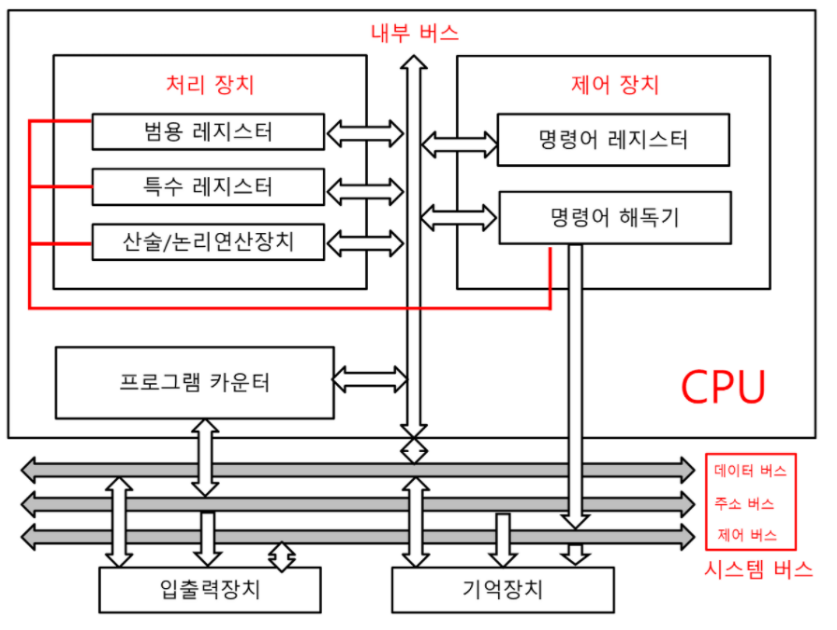 내부 버스
처리 장치
범용 레지스터
특수 레지스터
산술/논리연산장치
제어 장치
명령어 레지스터
명령어 해독기
프로그램 카운터
CPU
데이터 버스
주소 버스
제어 버스
시스템 버스
입출력장치
기억장치